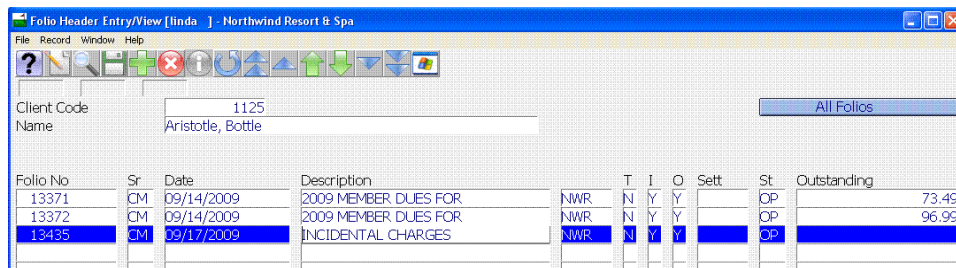 Folio Header Entry/View [linda ] - Northwind Resort & Spa
File Record Window Help
Client Code 1125 All Folios
Name Aristotle, Bottle
Folio No Sr Date Description T I O Sett St Outstanding
13371 CM 09/14/2009 2009 MEMBER DUES FOR NWR N Y Y OP 73.49
13372 CM 09/14/2009 2009 MEMBER DUES FOR NWR N Y Y OP 96.99
13435 CM 09/17/2009 INCIDENTAL CHARGES NWR N Y Y OP